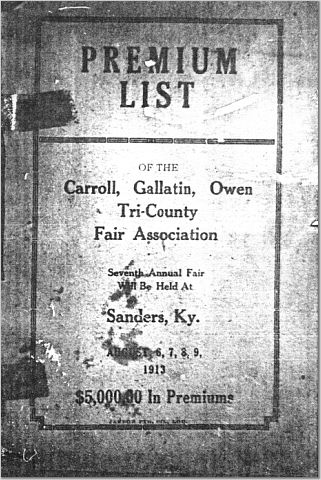 PREMIUM
LIST
OF THE
Carroll, Gallatin, Owen
Tri-County
Fair Association
Seventh Annual Fair
Will Be Held At
Sanders, Ky.
AUGUST, 6, 7, 8, 9,
1913
$5,000.00 In Premiums